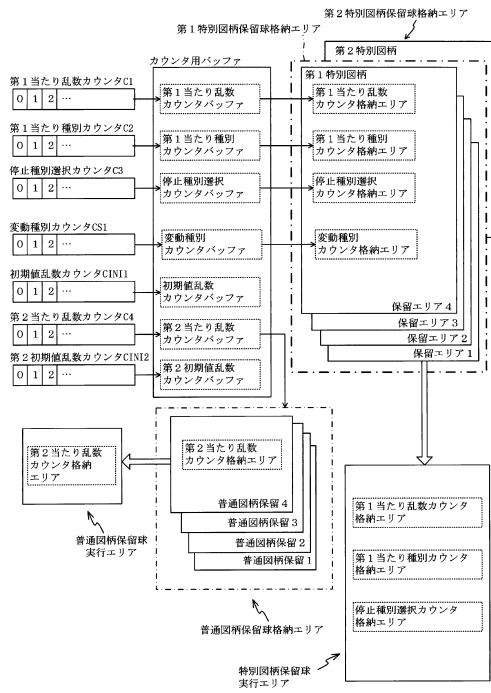 第2特別図柄保留球格納エリア
第1特別図柄保留球格納エリア
第2特別図柄
カウンタ用バッファ
第1特別図柄
第1当たり乱数カウンタC1
0 1 2 …
第1当たり乱数
カウンタバッファ
第1当たり乱数
カウンタ格納エリア
第1当たり種別カウンタC2
0 1 2 …
第1当たり種別
カウンタバッファ
第1当たり種別
カウンタ格納エリア
停止種別選択カウンタC3
0 1 2 …
停止種別選択
カウンタバッファ
停止種別選択
カウンタ格納エリア
変動種別カウンタCS1
0 1 2 …
変動種別
カウンタバッファ
変動種別
カウンタ格納エリア
初期値乱数カウンタCINI1
0 1 2 …
初期値乱数
カウンタバッファ
保留エリア4
保留エリア3
保留エリア2
保留エリア1
第2当たり乱数カウンタC4
0 1 2 …
第2当たり乱数
カウンタバッファ
第2初期値乱数カウンタCINI2
0 1 2 …
第2初期値乱数
カウンタバッファ
第2当たり乱数
カウンタ格納
エリア
普通図柄保留球
実行エリア
第2当たり乱数
カウンタ格納エリア
普通図柄保留4
普通図柄保留3
普通図柄保留2
普通図柄保留1
普通図柄保留球格納エリア
第1当たり乱数カウンタ
格納エリア
第1当たり種別カウンタ
格納エリア
停止種別選択カウンタ
格納エリア
特別図柄保留球
実行エリア